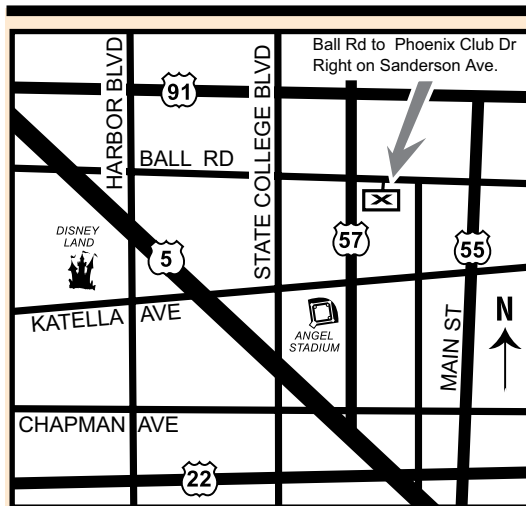 Ball Rd to Phoenix Club Dr
Right on Sanderson Ave.
HARBOR BLVD
STATE COLLEGE BLVD
91
BALL RD
DISNEY
LAND
5
57
55
KATELLA AVE
ANGEL
STADIUM
MAIN ST
N
CHAPMAN AVE
22